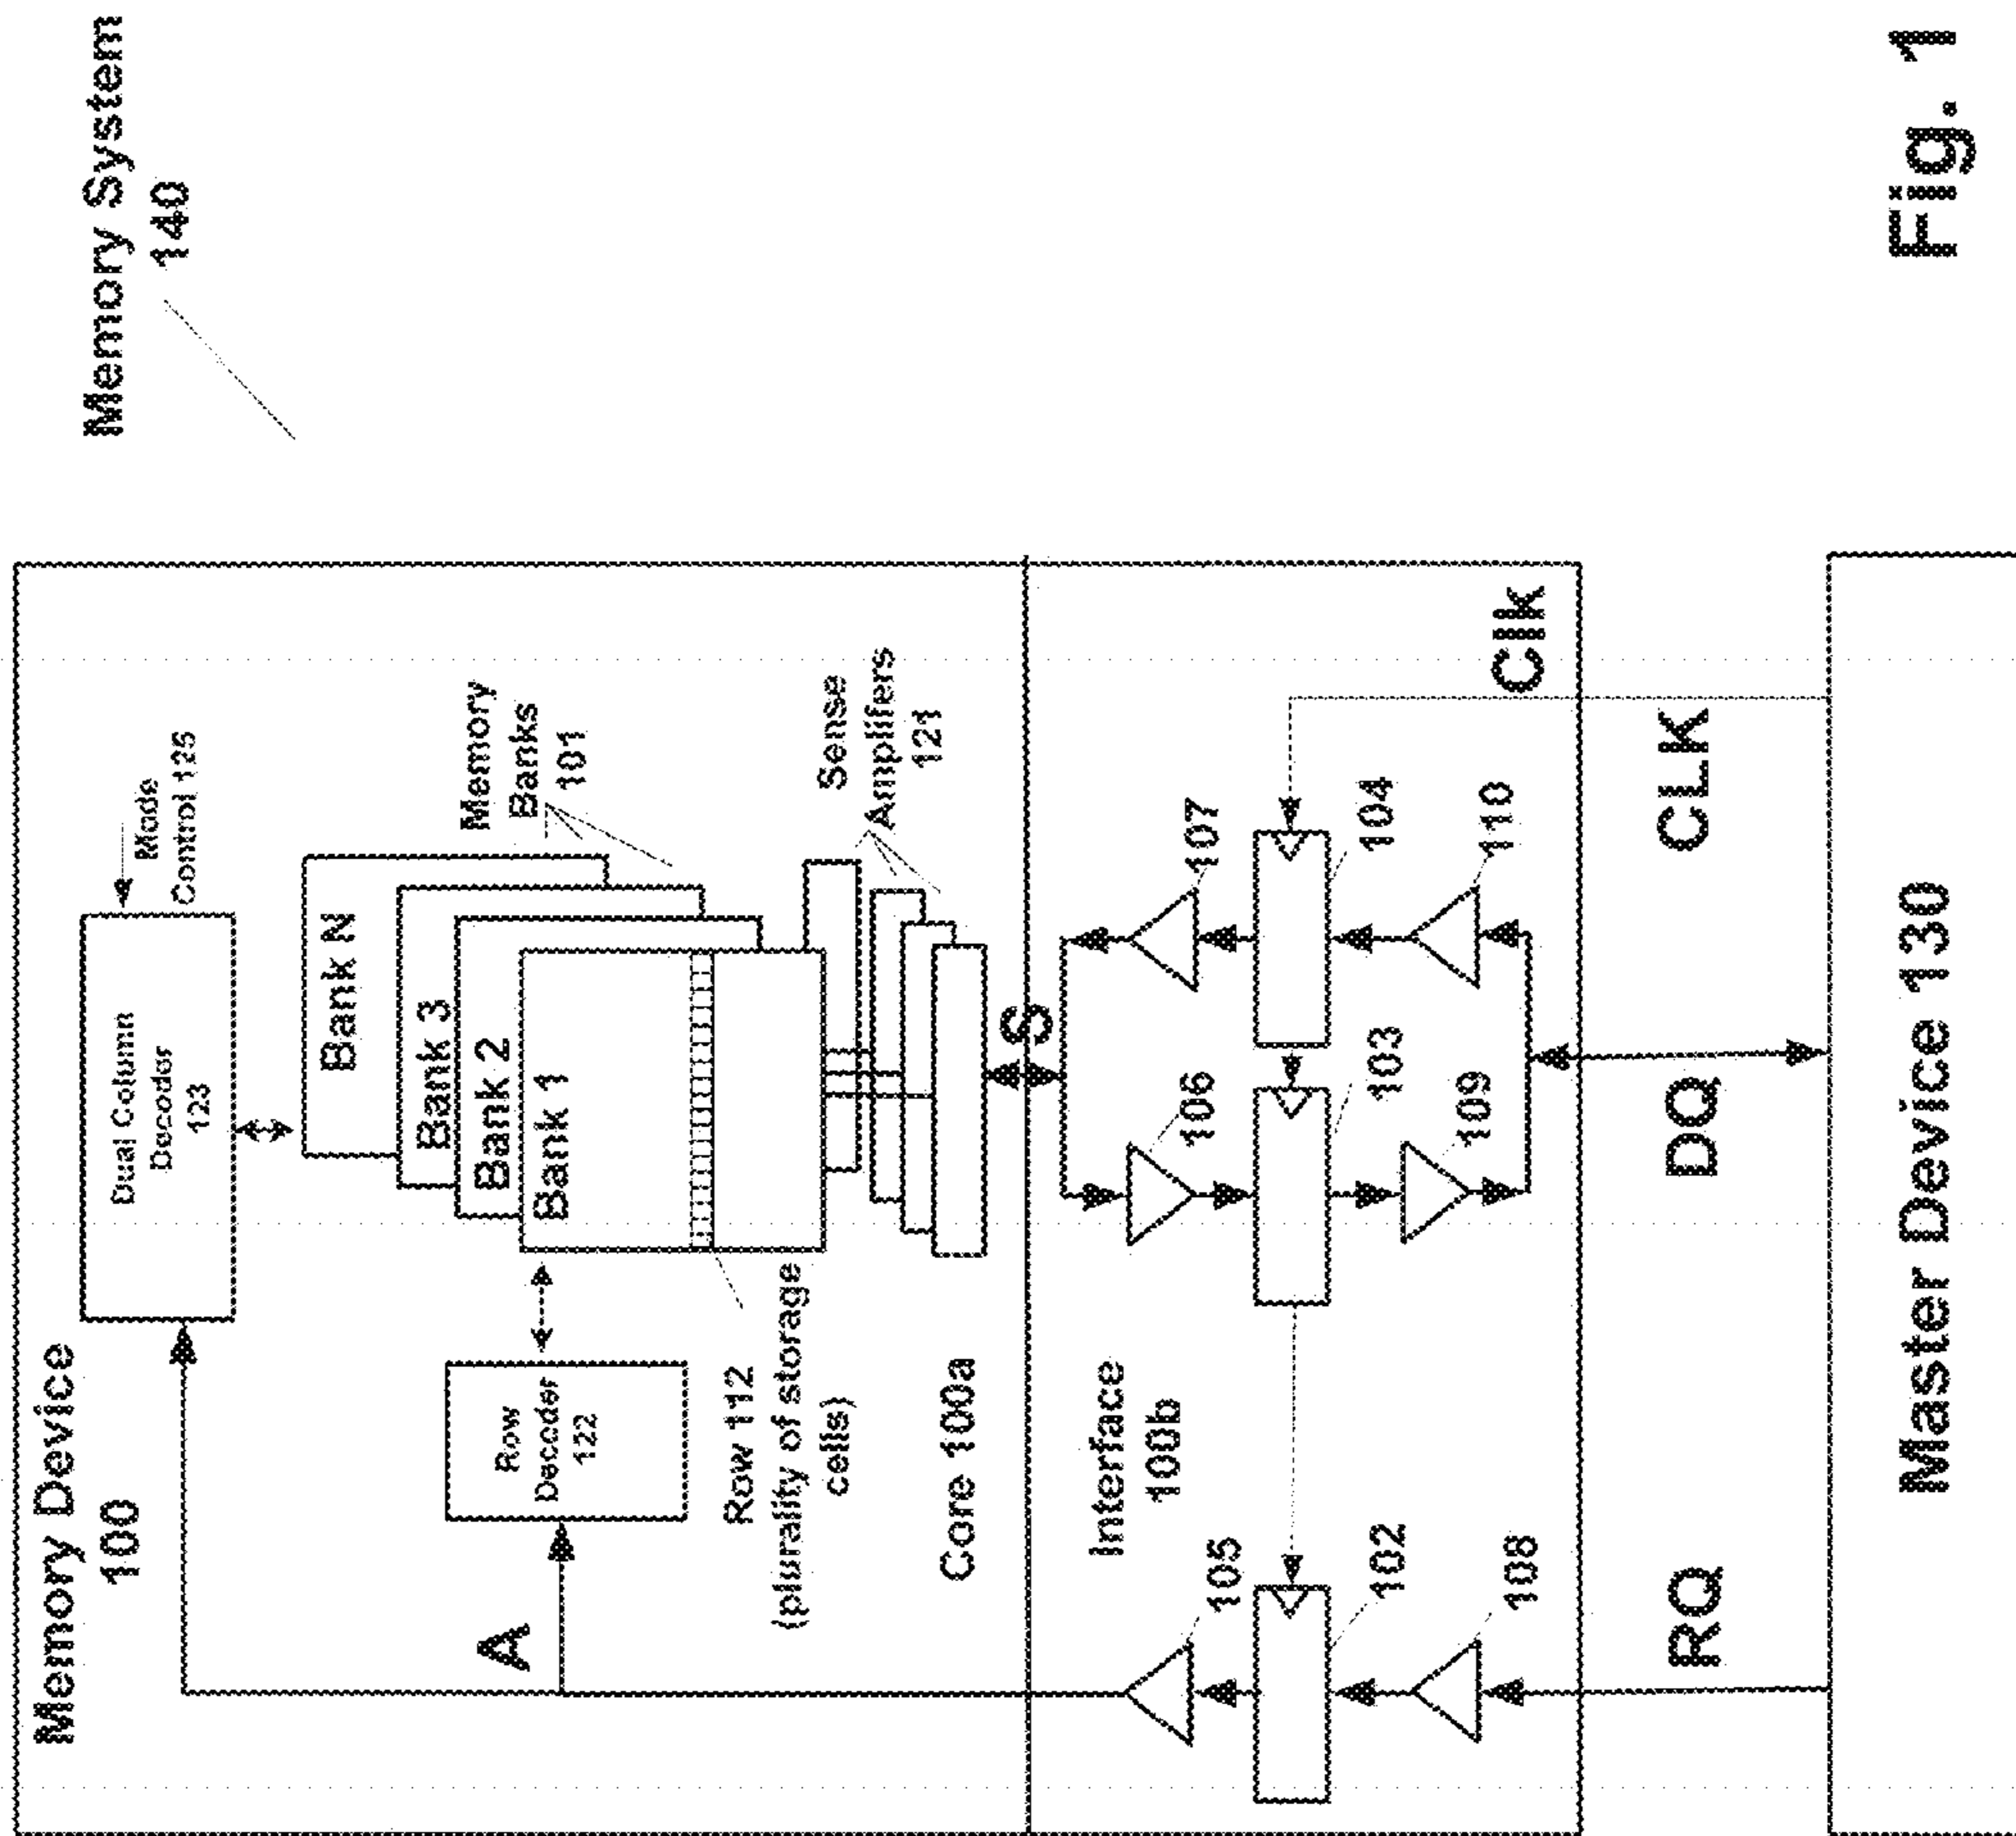 Memory System
140
Memory Device
100
Dual Column
Decoder
123
Mode
Control 125
Bank N
Bank 3
Bank 2
Bank 1
Memory
Banks
101
Row
Decoder
122
A
Row 112
(plurality of storage
cells)
Sense
Amplifers
121
Core 100a
S
Interface
100b
105
106
107
102
103
104
108
109
110
Clk
RQ
DQ
CLK
Master Device 130
Fig. 1